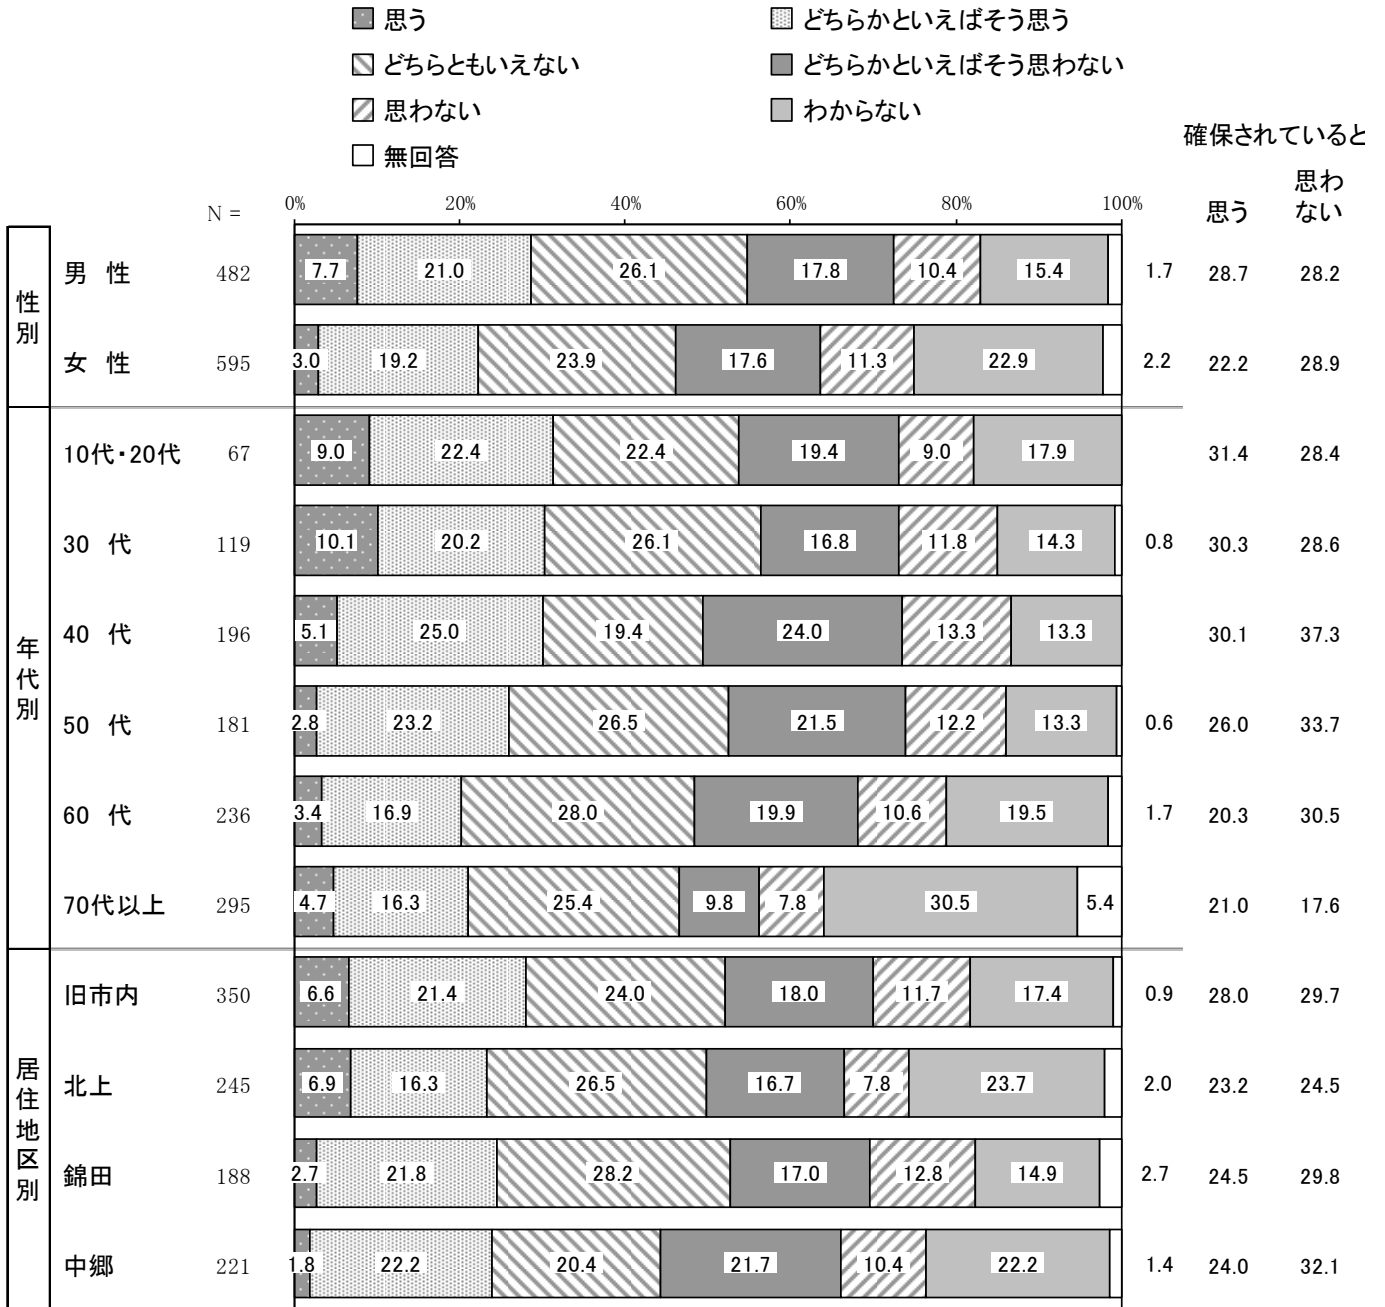 思う どちらかといえばそう思う
どちらともいえない どちらかといえばそう思わない
思わない わからない
無回答
確保されていると
思う 思わ
ない
N = 0% 20% 40% 60% 80% 100%
性別
男 性 482 7.7 21.0 26.1 17.8 10.4 15.4 1.7 28.7 28.2
女 性 595 3.0 19.2 23.9 17.6 11.3 22.9 2.2 22.2 28.9
年代別
10代・20代 67 9.0 22.4 22.4 19.4 9.0 17.9 31.4 28.4
30 代 119 10.1 20.2 26.1 16.8 11.8 14.3 0.8 30.3 28.6
40 代 196 5.1 25.0 19.4 24.0 13.3 13.3 30.1 37.3
50 代 181 2.8 23.2 26.5 21.5 12.2 13.3 0.6 26.0 33.7
60 代 236 3.4 16.9 28.0 19.9 10.6 19.5 1.7 20.3 30.5
70代以上 295 4.7 16.3 25.4 9.8 7.8 30.5 5.4 21.0 17.6
居住地区別
旧市内 350 6.6 21.4 24.0 18.0 11.7 17.4 0.9 28.0 29.7
北上 245 6.9 16.3 26.5 16.7 7.8 23.7 2.0 23.2 24.5
錦田 188 2.7 21.8 28.2 17.0 12.8 14.9 2.7 24.5 29.8
中郷 221 1.8 22.2 20.4 21.7 10.4 22.2 1.4 24.0 32.1